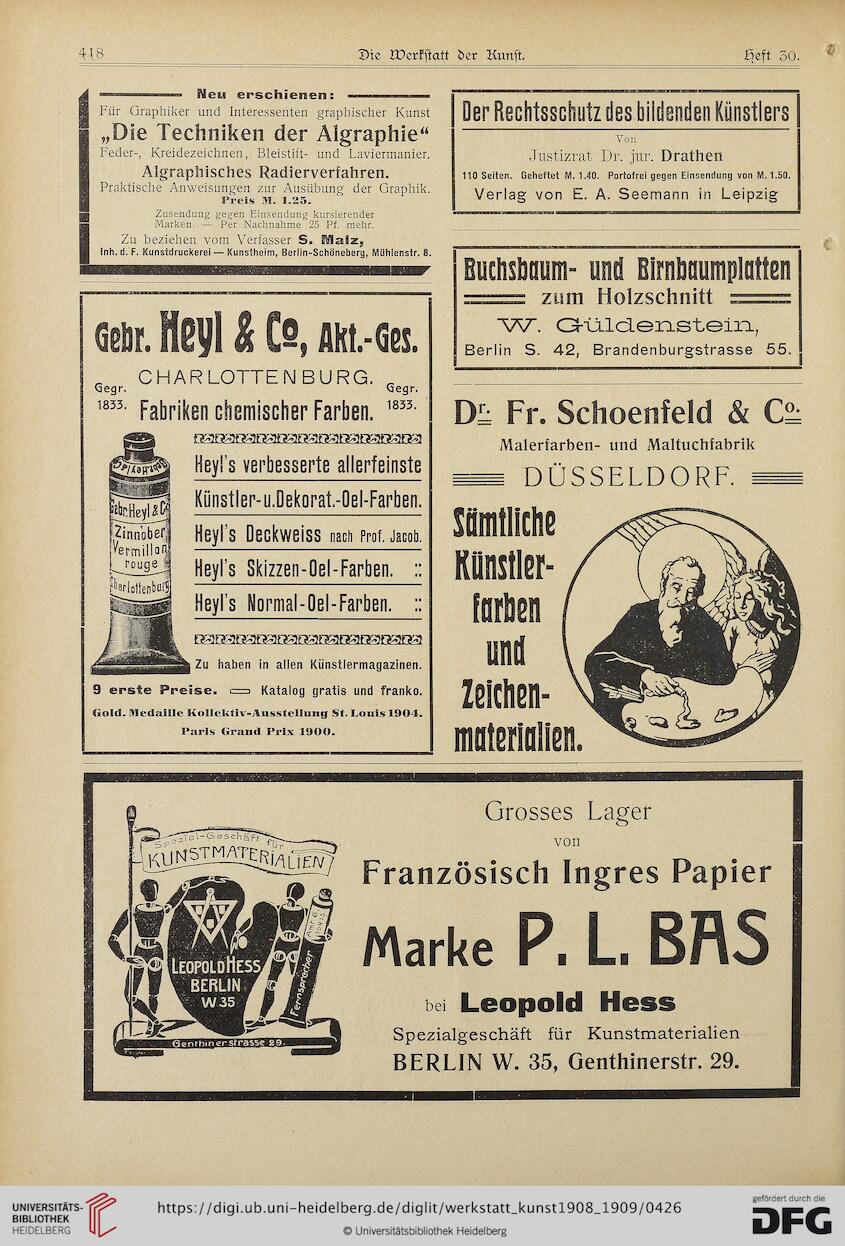 418
Die Werkstatt der Kunst.
Heft 30.
Neu erschienen:
Für Graphiker und Interessenten graphischer Kunst
„Die Techniken der Algraphie“
Feder-, Kreidezeichnen, Bleistift- und Laviermanier.
Algraphisches Radierverfahren.
Praktische Anweisungen zur Ausübung der Graphik.
Preis M. 1.25.
Zusendung gegen Einsendung kursierender
Marken. — Per Nachnahme 25 Pf. mehr.
Zu beziehen vom Verfasser S. Malz,
Inh. d. F. Kunstdruckerei — Kunstheim, Berlin-Schöneberg, Mühlenstr. 8.
Gebr. Heyl & Co, Akt.-Ges.
CHARLOTTENBURG.
Gegr. 1833.
Gegr. 1833.
Fabriken chemischer Farben.
Heyl's verbesserte allerfeinste
Künstler-u.Dekorat.-Oel-Farben.
Heyl's Deckweiss nach Prof. Jacob.
Heyl's Skizzen-Oel-Farben. ::
Heyl's Normal-Oel-Farben. ::
Gebr.Heyl&C
Gebr.Heyl&Co
Zinnober
Vermillon
rouge
Charlottenburg
Zu haben in allen Künstlermagazinen.
9 erste Preise. Katalog gratis und franko.
Gold. Medaille Kollektiv-Ausstellung St. Louis 1904.
Paris Grand Prix 1900.
Der Rechtsschutz des bildenden Künstlers
Von
Justizrat Dr. jur. Drathen
110 Seiten. Geheftet M. 1.40. Portofrei gegen Einsendung von M. 1.50.
Verlag von E. A. Seemann in Leipzig
Buchsbaum- und Birnbaumplatten
zum Holzschnitt
W. Güldenstein,
Berlin S. 42, Brandenburgstrasse 55.
Dr. Fr. Schoenfeld & Co.
Malerfarben- und Maltuchfabrik
DÜSSELDORF.
Sämtliche
Künstler-
farben
und
Zeichen-
materialien.
Spezial-Geschäft für
KUNSTMATERIALIEN
LEOPOLD HESS
BERLIN
W 35
Fernsprecher
Genthinerstrasse 29.
Grosses Lager
von
Französisch Ingres Papier
Marke P. L. BAS
bei Leopold Hess
Spezialgeschäft für Kunstmaterialien
BERLIN W. 35, Genthinerstr. 29.
UNIVERSITÄTS-
BIBLIOTHEK
HEIDELBERG
https://digi.ub.uni-heidelberg.de/diglit/werkstatt_kunst1908_1909/0426
© Universitätsbibliothek Heidelberg
gefördert durch die
DFG